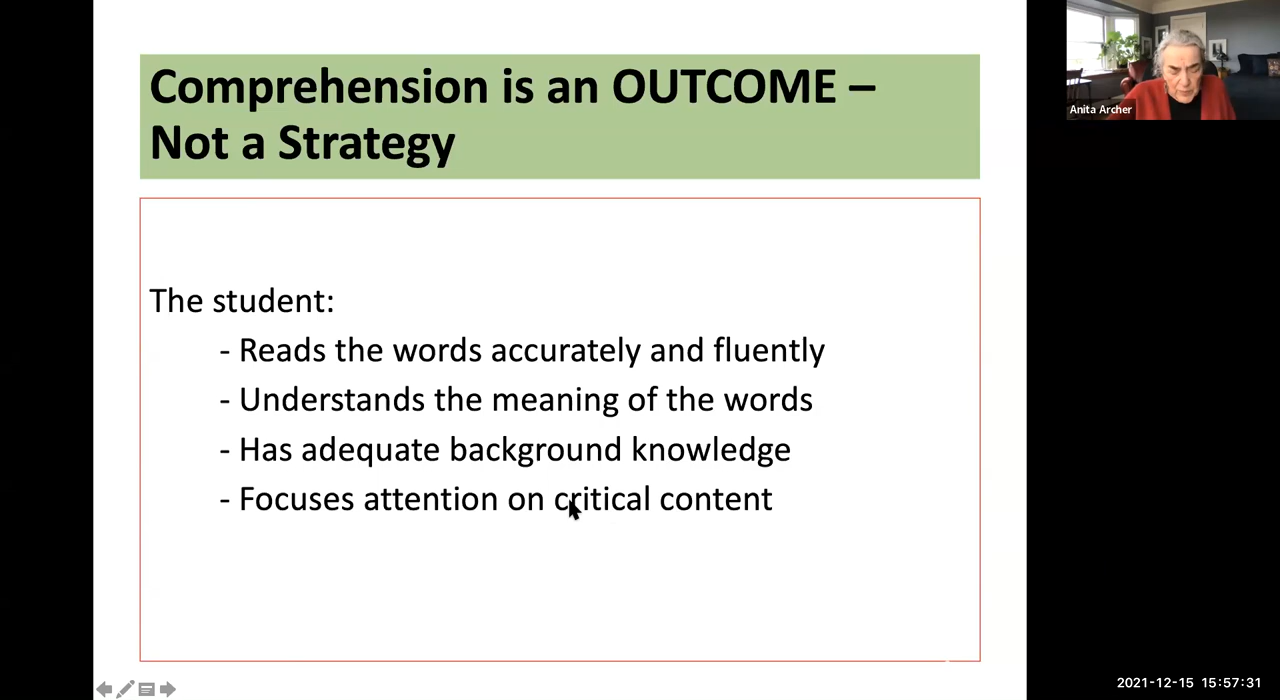 Comprehension is an OUTCOME –
Not a Strategy
Anita Archer
The student:
- Reads the words accurately and fluently
- Understands the meaning of the words
- Has adequate background knowledge
- Focuses attention on critical content
2021-12-15 15:57:31